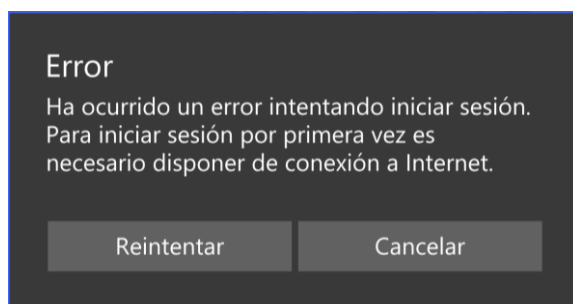 Error
Ha ocurrido un error intentando iniciar sesión.
Para iniciar sesión por primera vez es
necesario disponer de conexión a Internet.
Reintentar
Cancelar